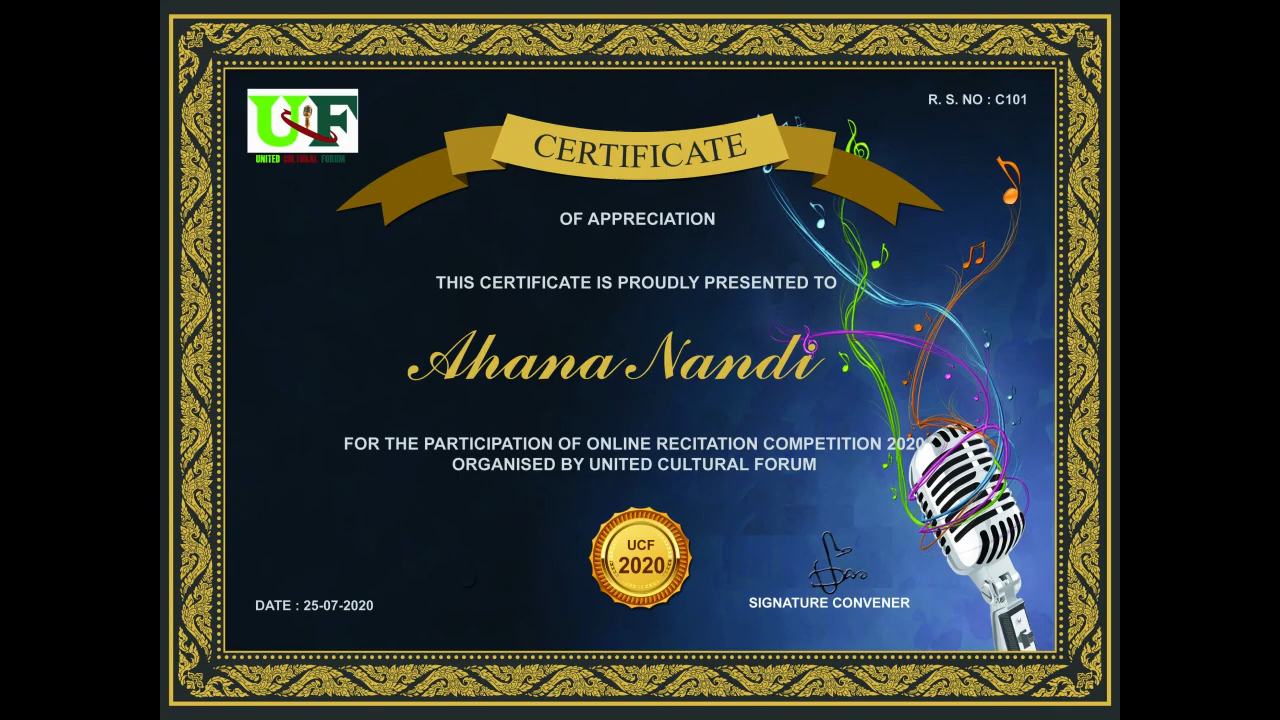 R. S. NO : C101
UCF
UNITED CULTURAL FORUM
CERTIFICATE
OF APPRECIATION
THIS CERTIFICATE IS PROUDLY PRESENTED TO
Ahana Nandi
FOR THE PARTICIPATION OF ONLINE RECITATION COMPETITION 2020
ORGANISED BY UNITED CULTURAL FORUM
UCF
2020
DATE : 25-07-2020
SIGNATURE CONVENER